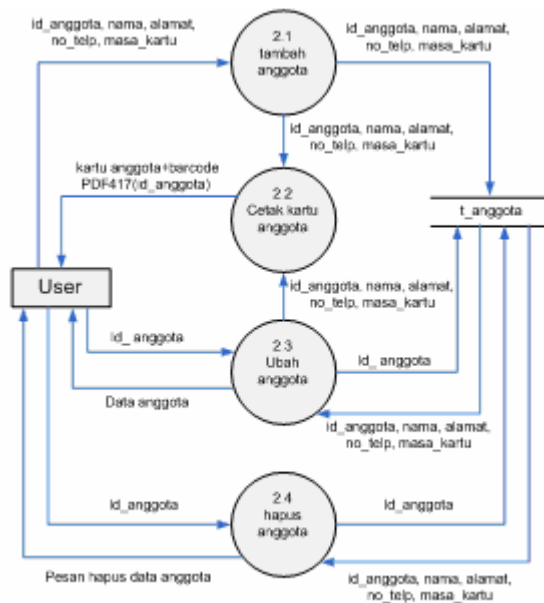 id_anggota, nama, alamat,
no_telp, masa_kartu
2.1
tambah
anggota
id_anggota, nama, alamat,
no_telp, masa_kartu
id_anggota, nama, alamat,
no_telp, masa_kartu
kartu anggota+barcode
PDF417(id_anggota)
2.2
Cetak kartu
anggota
t_anggota
User
id_anggota, nama, alamat,
no_telp, masa_kartu
id_ anggota
2.3
Ubah
anggota
id_ anggota
Data anggota
id_anggota, nama, alamat,
no_telp, masa_kartu
id_anggota
2.4
hapus
anggota
id_anggota
Pesan hapus data anggota
id_anggota, nama, alamat,
no_telp, masa_kartu